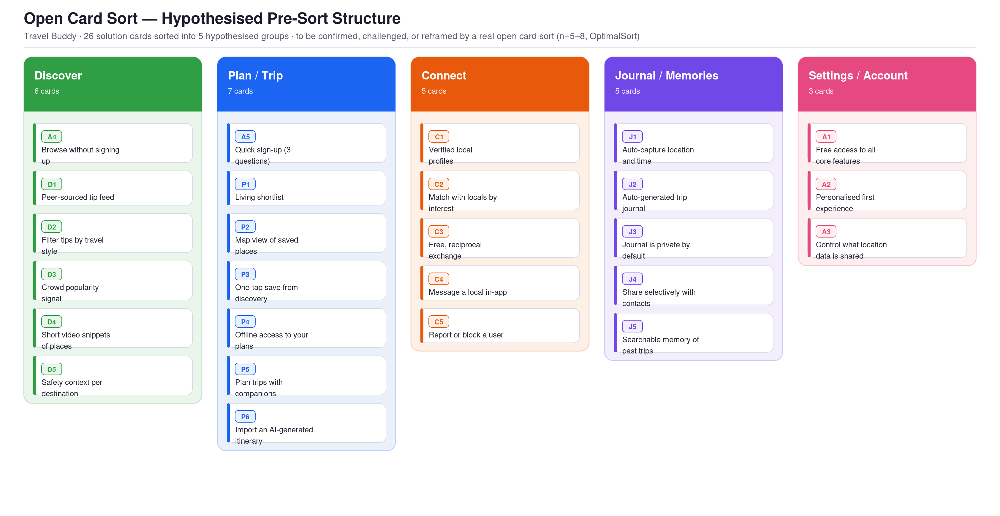 Open Card Sort — Hypothesised Pre-Sort Structure
Travel Buddy · 26 solution cards sorted into 5 hypothesised groups · to be confirmed, challenged, or reframed by a real open card sort (n=5–8, OptimalSort)
Discover
6 cards
A4
Browse without signing
up
D1
Peer-sourced tip feed
D2
Filter tips by travel
style
D3
Crowd popularity
signal
D4
Short video snippets
of places
D5
Safety context per
destination
Plan / Trip
7 cards
A5
Quick sign-up (3
questions)
P1
Living shortlist
P2
Map view of saved
places
P3
One-tap save from
discovery
P4
Offline access to your
plans
P5
Plan trips with
companions
P6
Import an AI-generated
itinerary
Connect
5 cards
C1
Verified local
profiles
C2
Match with locals by
interest
C3
Free, reciprocal
exchange
C4
Message a local in-app
C5
Report or block a user
Journal / Memories
5 cards
J1
Auto-capture location
and time
J2
Auto-generated trip
journal
J3
Journal is private by
default
J4
Share selectively with
contacts
J5
Searchable memory of
past trips
Settings / Account
3 cards
A1
Free access to all
core features
A2
Personalised first
experience
A3
Control what location
data is shared